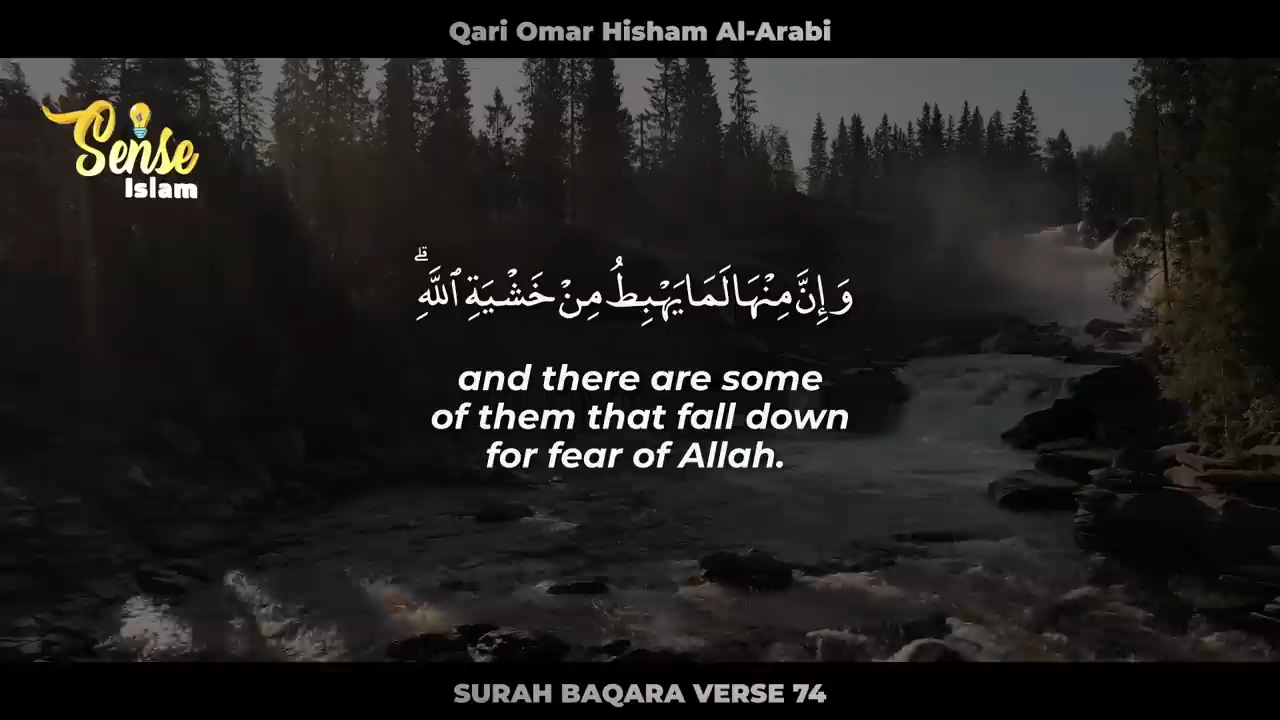 Qari Omar Hisham Al-Arabi
Sense
Islam
وَإِنَّ مِنْهَا لَمَا يَهْبِطُ مِنْ خَشْيَةِ ٱللَّهِ ۗ
and there are some
of them that fall down
for fear of Allah.
SURAH BAQARA VERSE 74